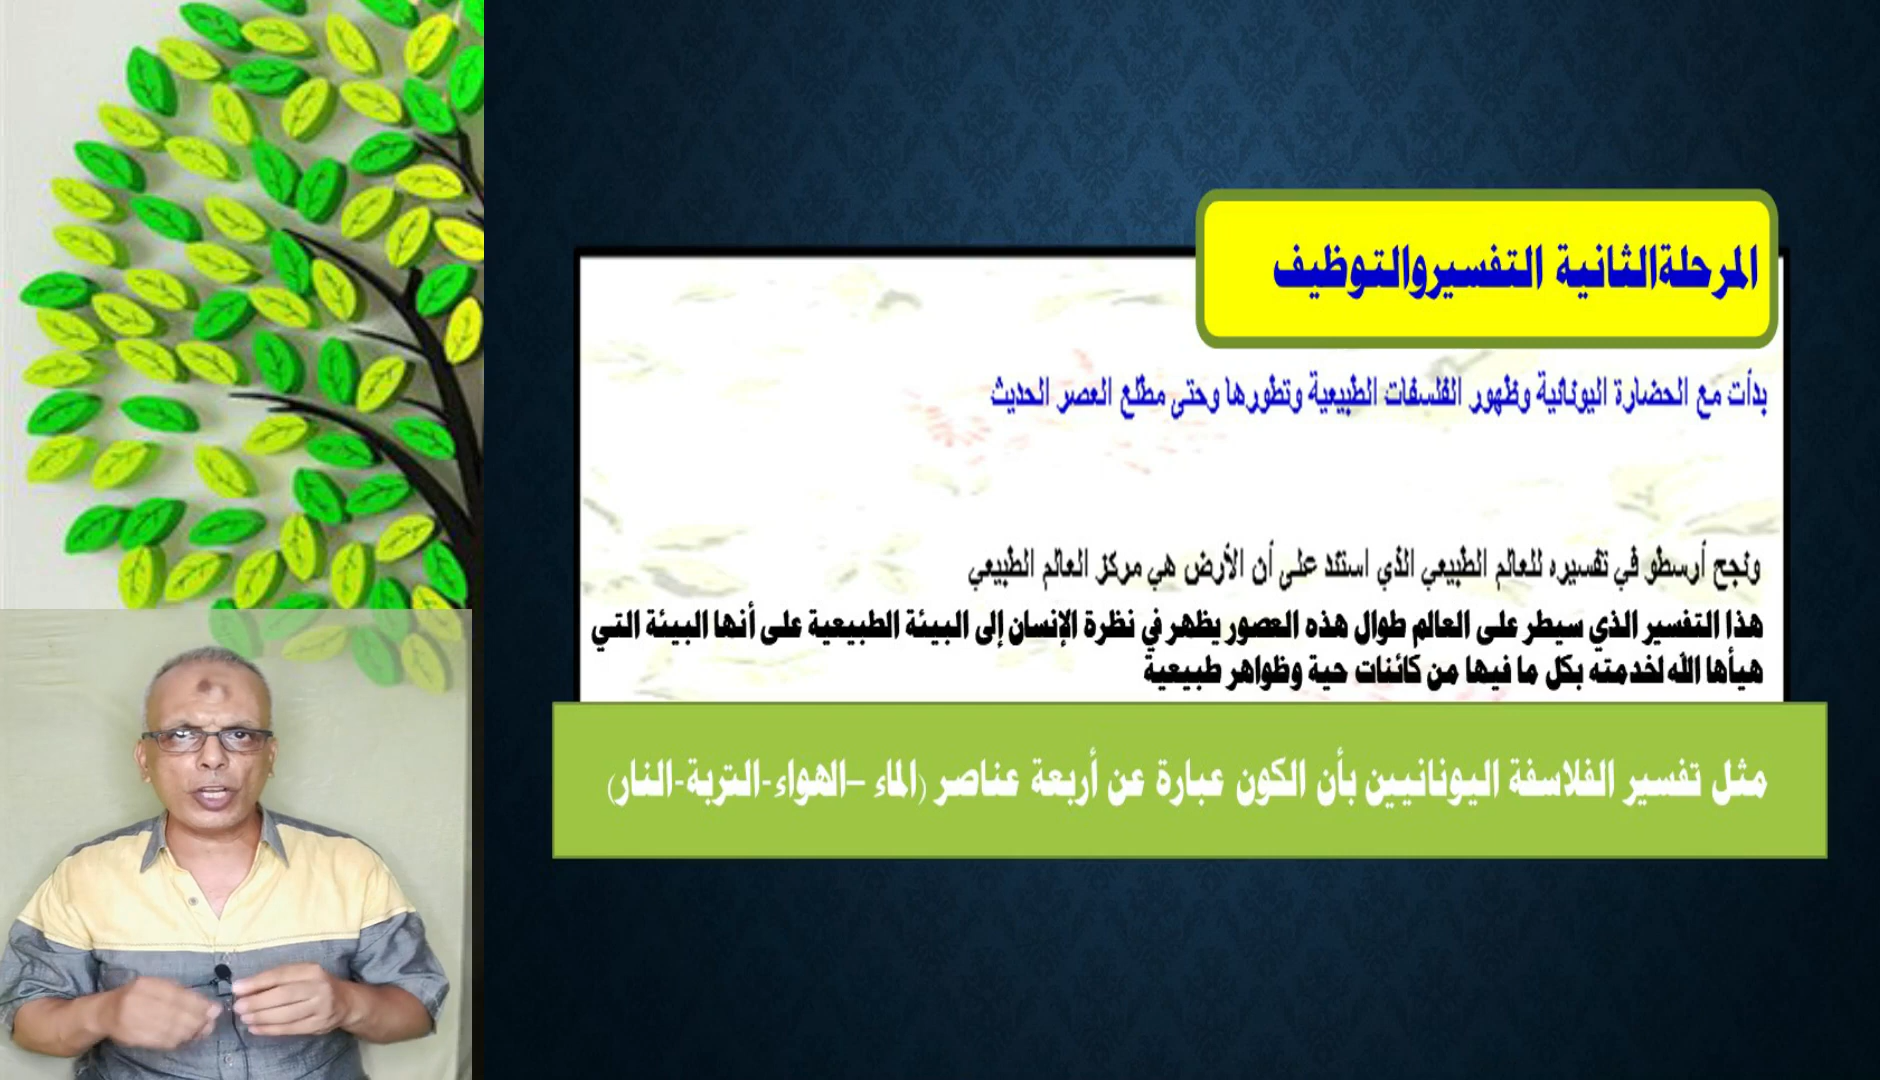 المرحلةالثانية التفسيروالتوظيف
بدأت مع الحضارة اليونانية وظهور الفلسفات الطبيعية وتطورها وحتى مطلع العصر الحديث
ونجح أرسطو في تفسيره للعالم الطبيعي الذي استند على أن الأرض هي مركز العالم الطبيعي
هذا التفسير الذي سيطر على العالم طوال هذه العصور يظهر في نظرة الإنسان إلى البيئة الطبيعية على أنها البيئة التي
هيأها الله لخدمته بكل ما فيها من كائنات حية وظواهر طبيعية
مثل تفسير الفلاسفة اليونانيين بأن الكون عبارة عن أربعة عناصر (الماء –الهواء-التربة-النار)